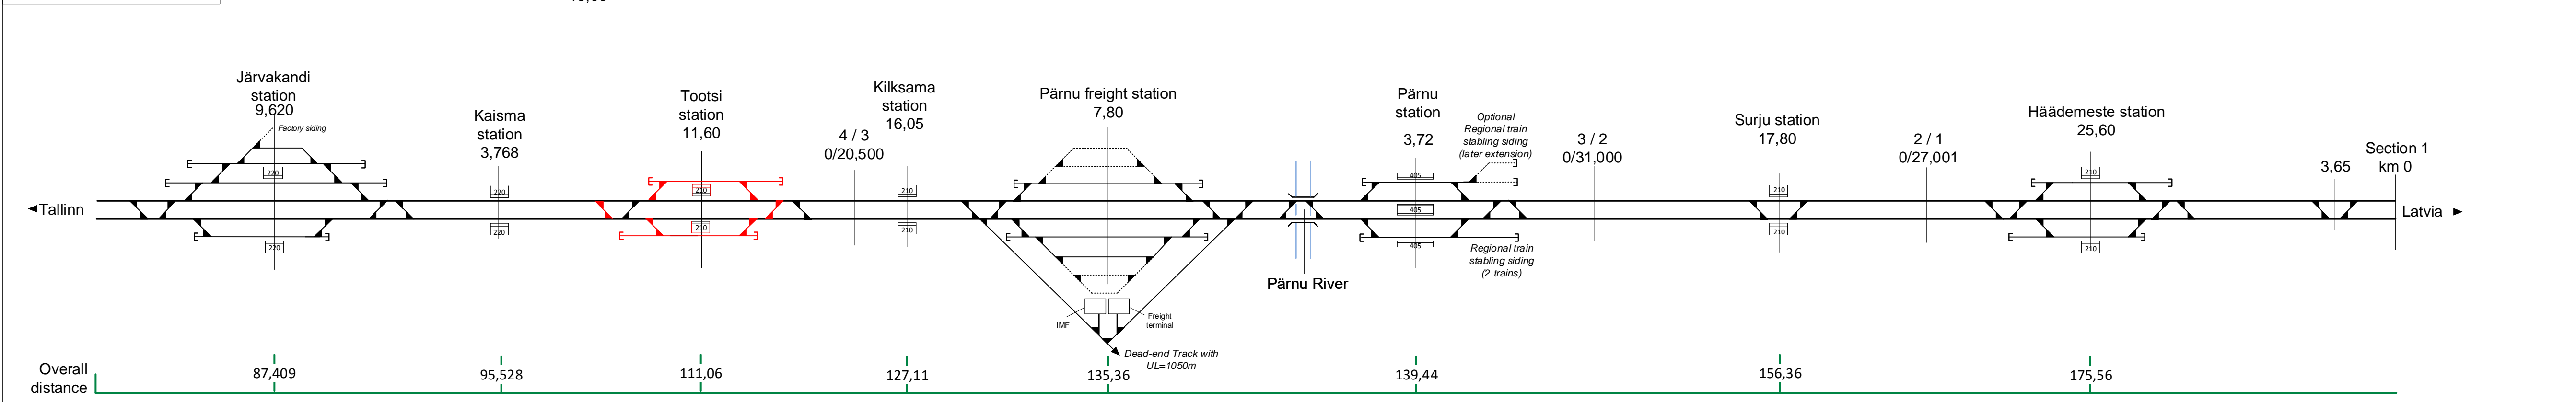 Järvakandi
station
9,620
Factory siding
220
220
Kaisma
station
3,768
220
220
Tootsi
station
11,60
210
210
4 / 3
0/20,500
Kilksama
station
16,05
210
210
Pärnu freight station
7,80
IMF
Freight
terminal
Dead-end Track with
UL=1050m
Pärnu River
Pärnu
station
3,72
405
405
405
Optional
Regional train
stabling siding
(later extension)
Regional train
stabling siding
(2 trains)
3 / 2
0/31,000
Surju station
17,80
210
210
2 / 1
0/27,001
Häädemeste station
25,60
210
210
3,65
Section 1
km 0
Tallinn
Latvia
Overall
distance
87,409
95,528
111,06
127,11
135,36
139,44
156,36
175,56